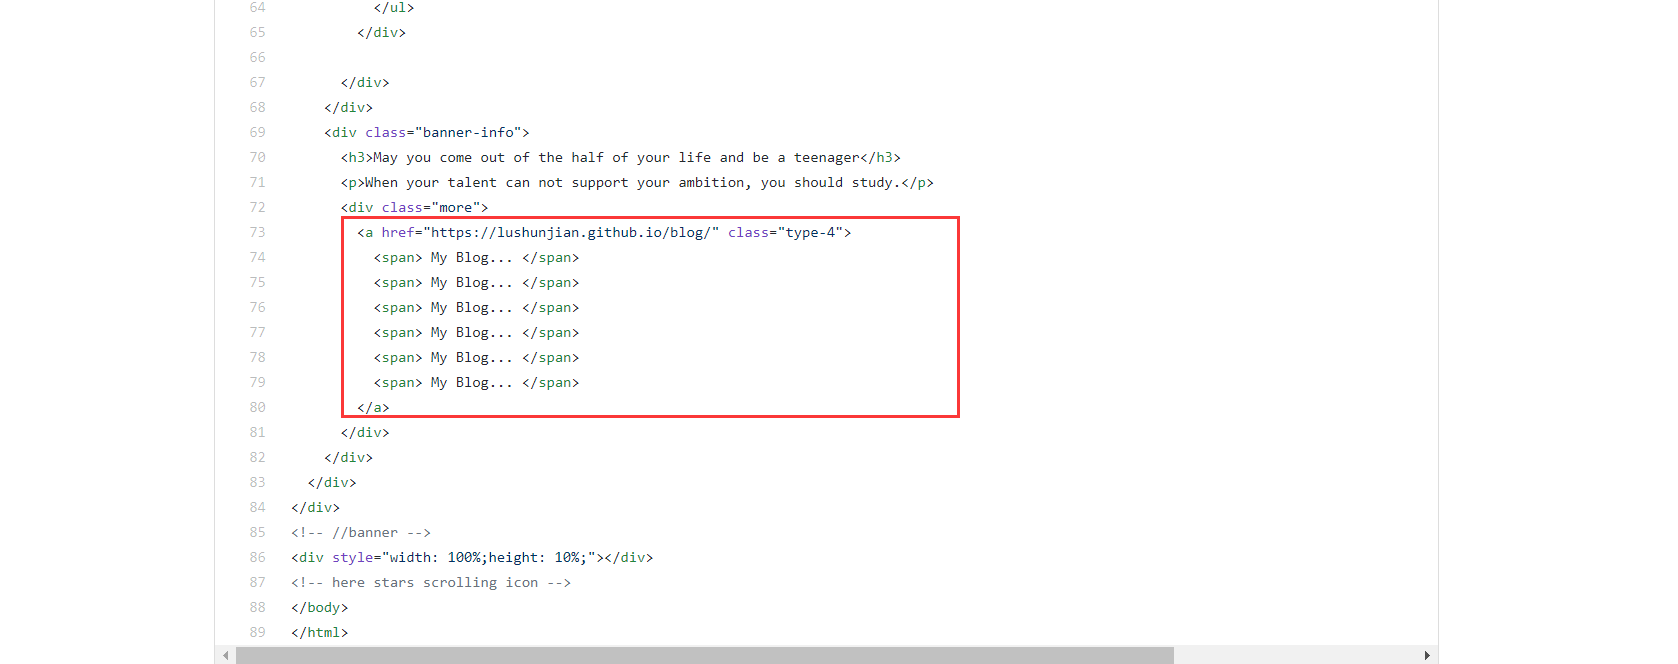 64 </ul>
65 </div>
66
67 </div>
68 </div>
69 <div class="banner-info">
70 <h3>May you come out of the half of your life and be a teenager</h3>
71 <p>When your talent can not support your ambition, you should study.</p>
72 <div class="more">
73 <a href="https://lushunjian.github.io/blog/" class="type-4">
74 <span> My Blog... </span>
75 <span> My Blog... </span>
76 <span> My Blog... </span>
77 <span> My Blog... </span>
78 <span> My Blog... </span>
79 <span> My Blog... </span>
80 </a>
81 </div>
82 </div>
83 </div>
84 </div>
85 <!-- //banner -->
86 <div style="width: 100%;height: 10%;"></div>
87 <!-- here stars scrolling icon -->
88 </body>
89 </html>